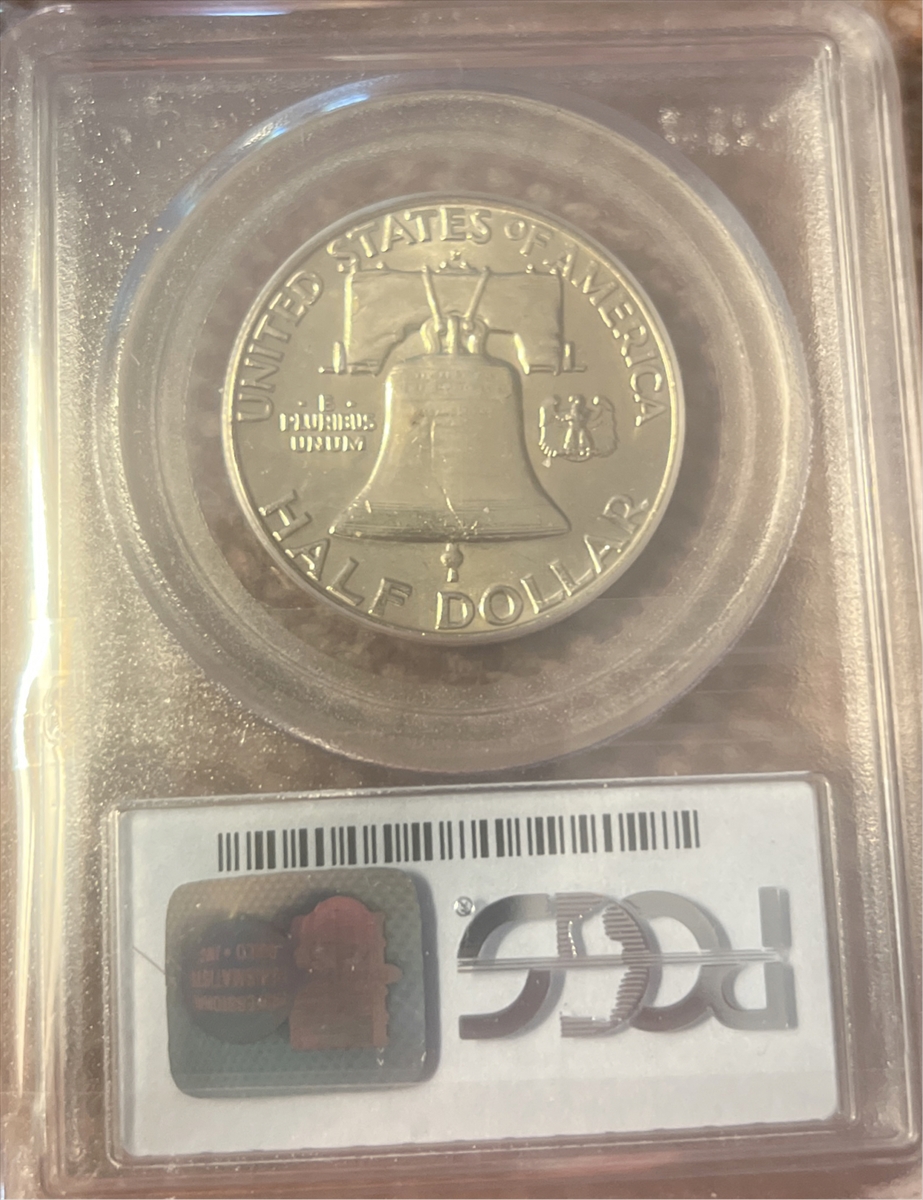 UNITED STATES OF AMERICA
· E ·
PLURIBUS
UNUM
HALF DOLLAR
PCGS
®